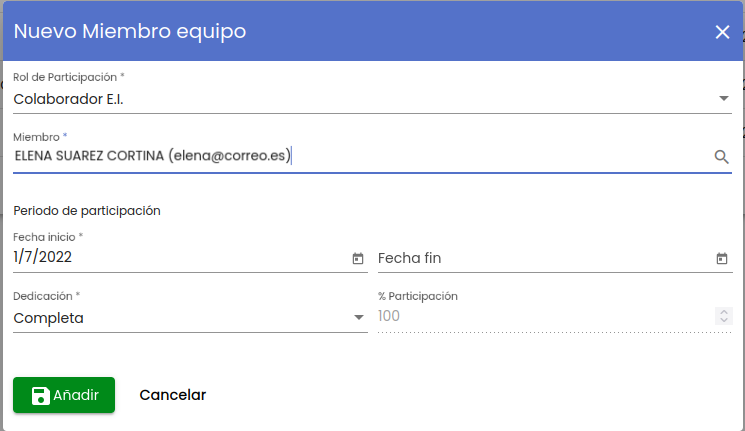 Nuevo Miembro equipo
Rol de Participación *
Colaborador E.I.
Miembro *
ELENA SUAREZ CORTINA (elena@correo.es)
Periodo de participación
Fecha inicio *
1/7/2022
Fecha fin
Dedicación *
% Participación
Completa
100
Añadir
Cancelar